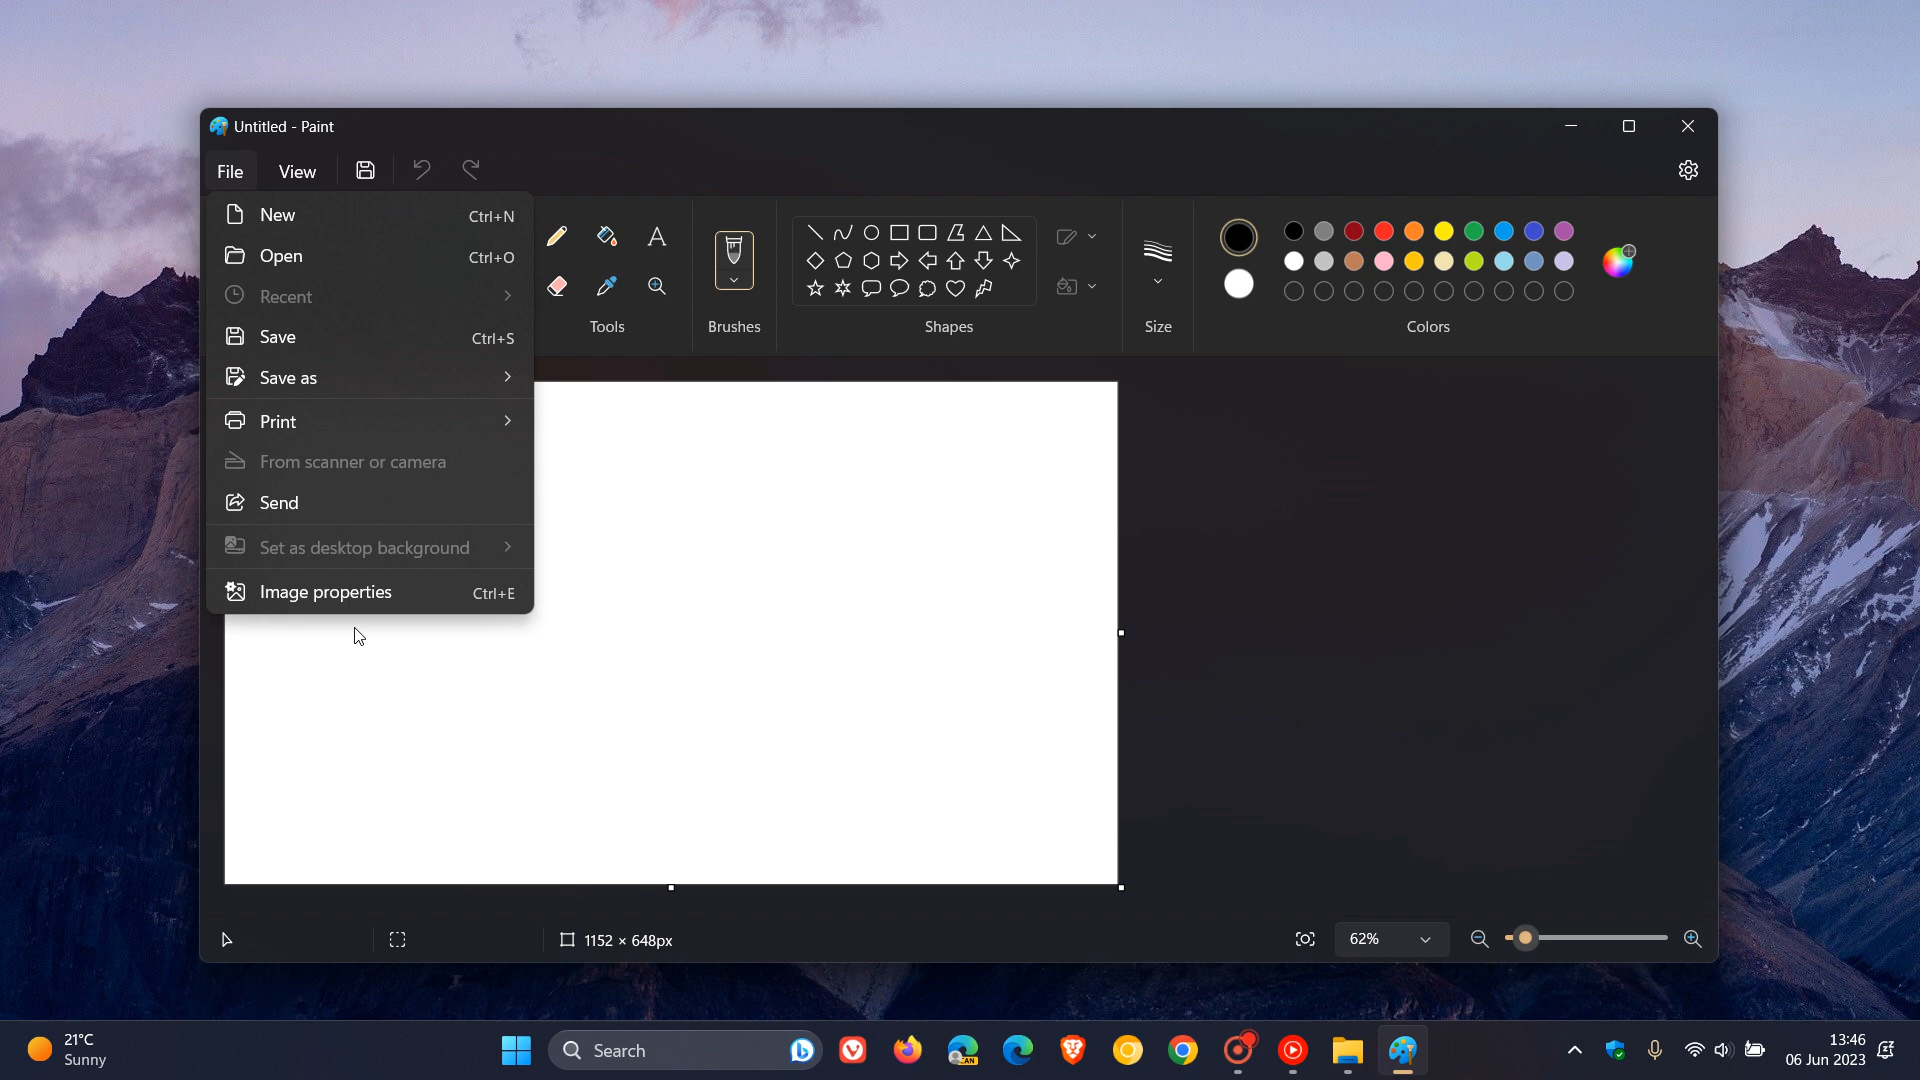 Untitled - Paint
File
View
New Ctrl+N
Open Ctrl+O
Recent
Save Ctrl+S
Save as
Print
From scanner or camera
Send
Set as desktop background
Image properties Ctrl+E
Tools
Brushes
Shapes
Size
Colors
1152 × 648px
62%
21°C
Sunny
Search
CAN
13:46
06 Jun 2023